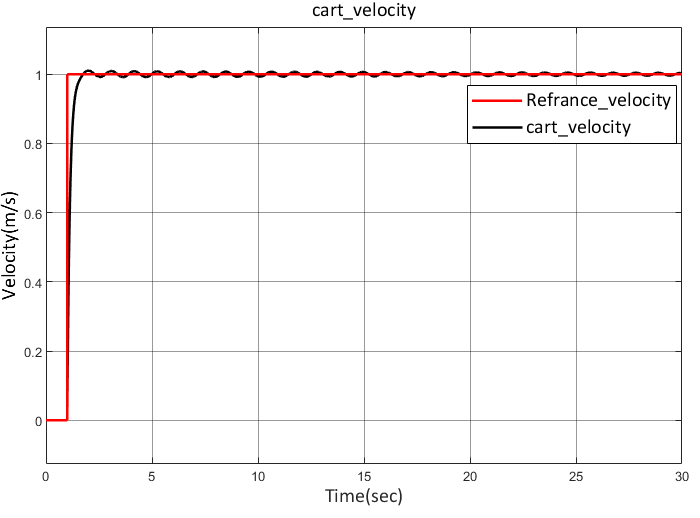 cart_velocity
1
0.8
0.6
0.4
0.2
0
Velocity(m/s)
Refrance_velocity
cart_velocity
0 5 10 15 20 25 30
Time(sec)